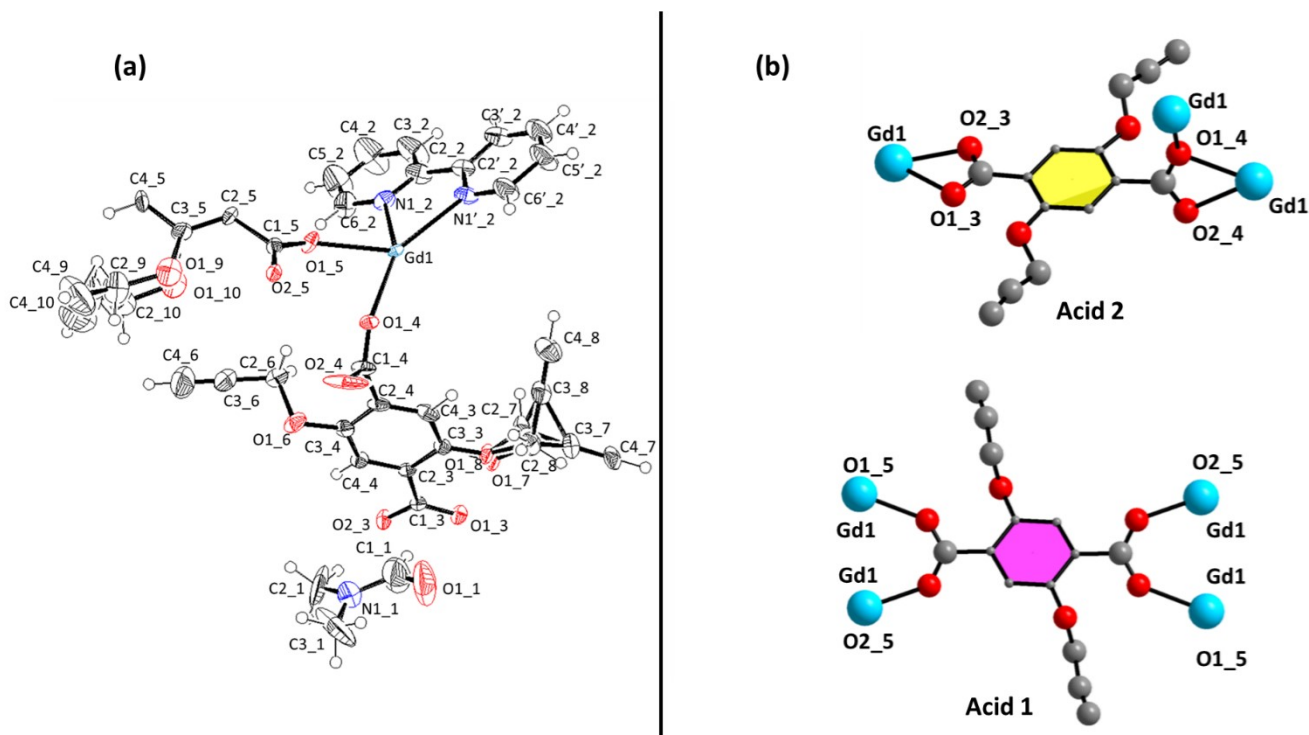 (a)
C3'_2
C4'_2
C4_2
C3_2
C2_2
C5_2
C2'_2
C5'_2
C4_5
C2_5
N1_2
C6'_2
C3_5
C6_2
N1'_2
C1_5
O1_5
Gd1
C4_9
C2_9
O1_9
O2_5
C4_10
O1_10
C2_10
O1_4
C4_8
C4_6
C2_6
O2_4
C1_4
C3_8
C2_4
C2_7
C3_6
C4_3
C3_7
O1_6
C3_3
C3_4
O1_8
C4_7
C2_8
C4_4
C2_3
O1_7
C1_3
O2_3
O1_3
C1_1
C2_1
O1_1
N1_1
C3_1
(b)
Gd1
Gd1
O2_3
O1_4
O1_3
Gd1
O2_4
Acid 2
O1_5
O2_5
Gd1
Gd1
Gd1
Gd1
O2_5
O1_5
Acid 1